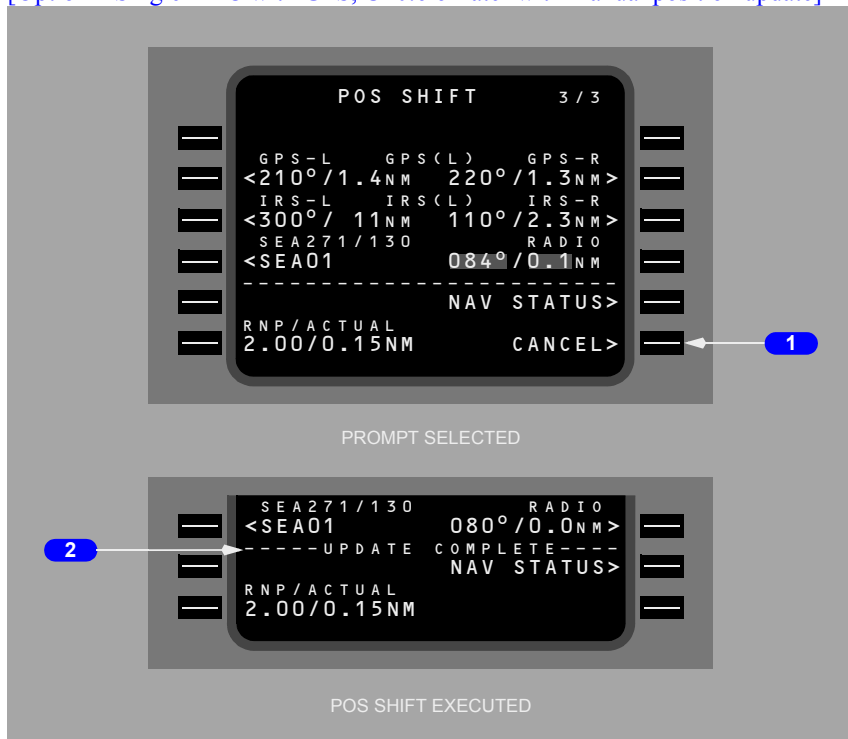 POS SHIFT 3/3
GPS-L GPS(L) GPS-R
<210°/1.4NM 220°/1.3NM>
IRS-L IRS(L) IRS-R
<300°/ 11NM 110°/2.3NM>
SEA271/130 RADIO
<SEA01 084°/0.1NM
--------------------------
NAV STATUS>
RNP/ACTUAL
2.00/0.15NM CANCEL>
1
PROMPT SELECTED
SEA271/130 RADIO
<SEA01 080°/0.0NM>
2
-----UPDATE COMPLETE----
NAV STATUS>
RNP/ACTUAL
2.00/0.15NM
POS SHIFT EXECUTED